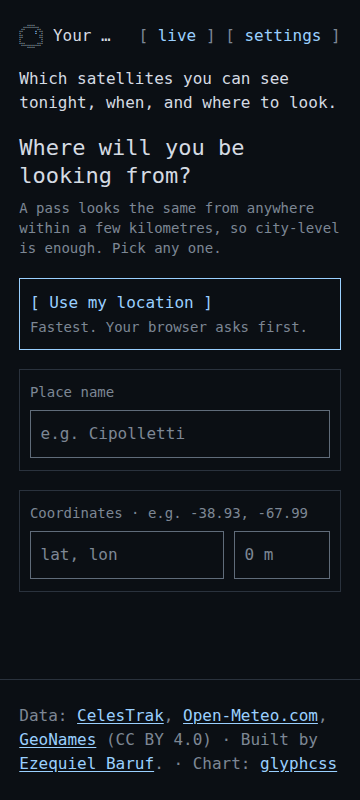 Your … [ live ] [ settings ]
Which satellites you can see
tonight, when, and where to look.
Where will you be
looking from?
A pass looks the same from anywhere
within a few kilometres, so city-level
is enough. Pick any one.
[ Use my location ]
Fastest. Your browser asks first.
Place name
e.g. Cipolletti
Coordinates · e.g. -38.93, -67.99
lat, lon 0 m
Data: CelesTrak, Open-Meteo.com,
GeoNames (CC BY 4.0) · Built by
Ezequiel Baruf. · Chart: glyphcss